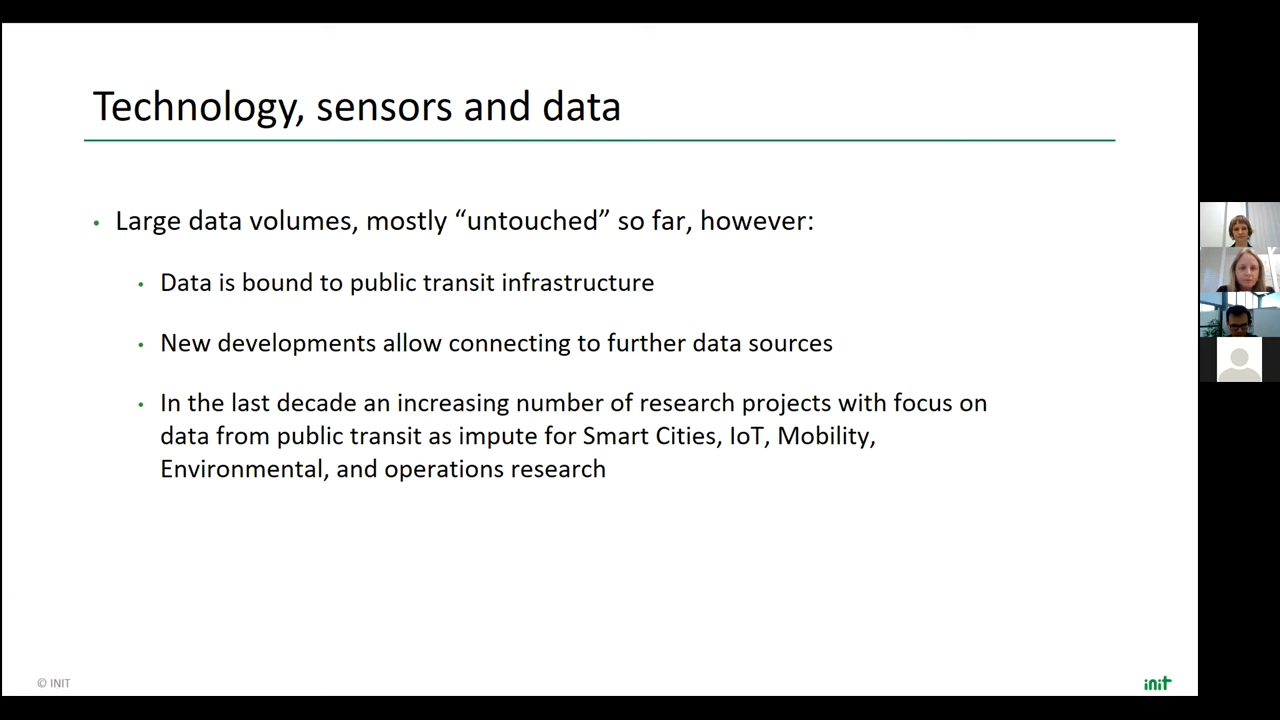 Technology, sensors and data
• Large data volumes, mostly “untouched” so far, however:
• Data is bound to public transit infrastructure
• New developments allow connecting to further data sources
• In the last decade an increasing number of research projects with focus on
data from public transit as impute for Smart Cities, IoT, Mobility,
Environmental, and operations research
© INIT
init